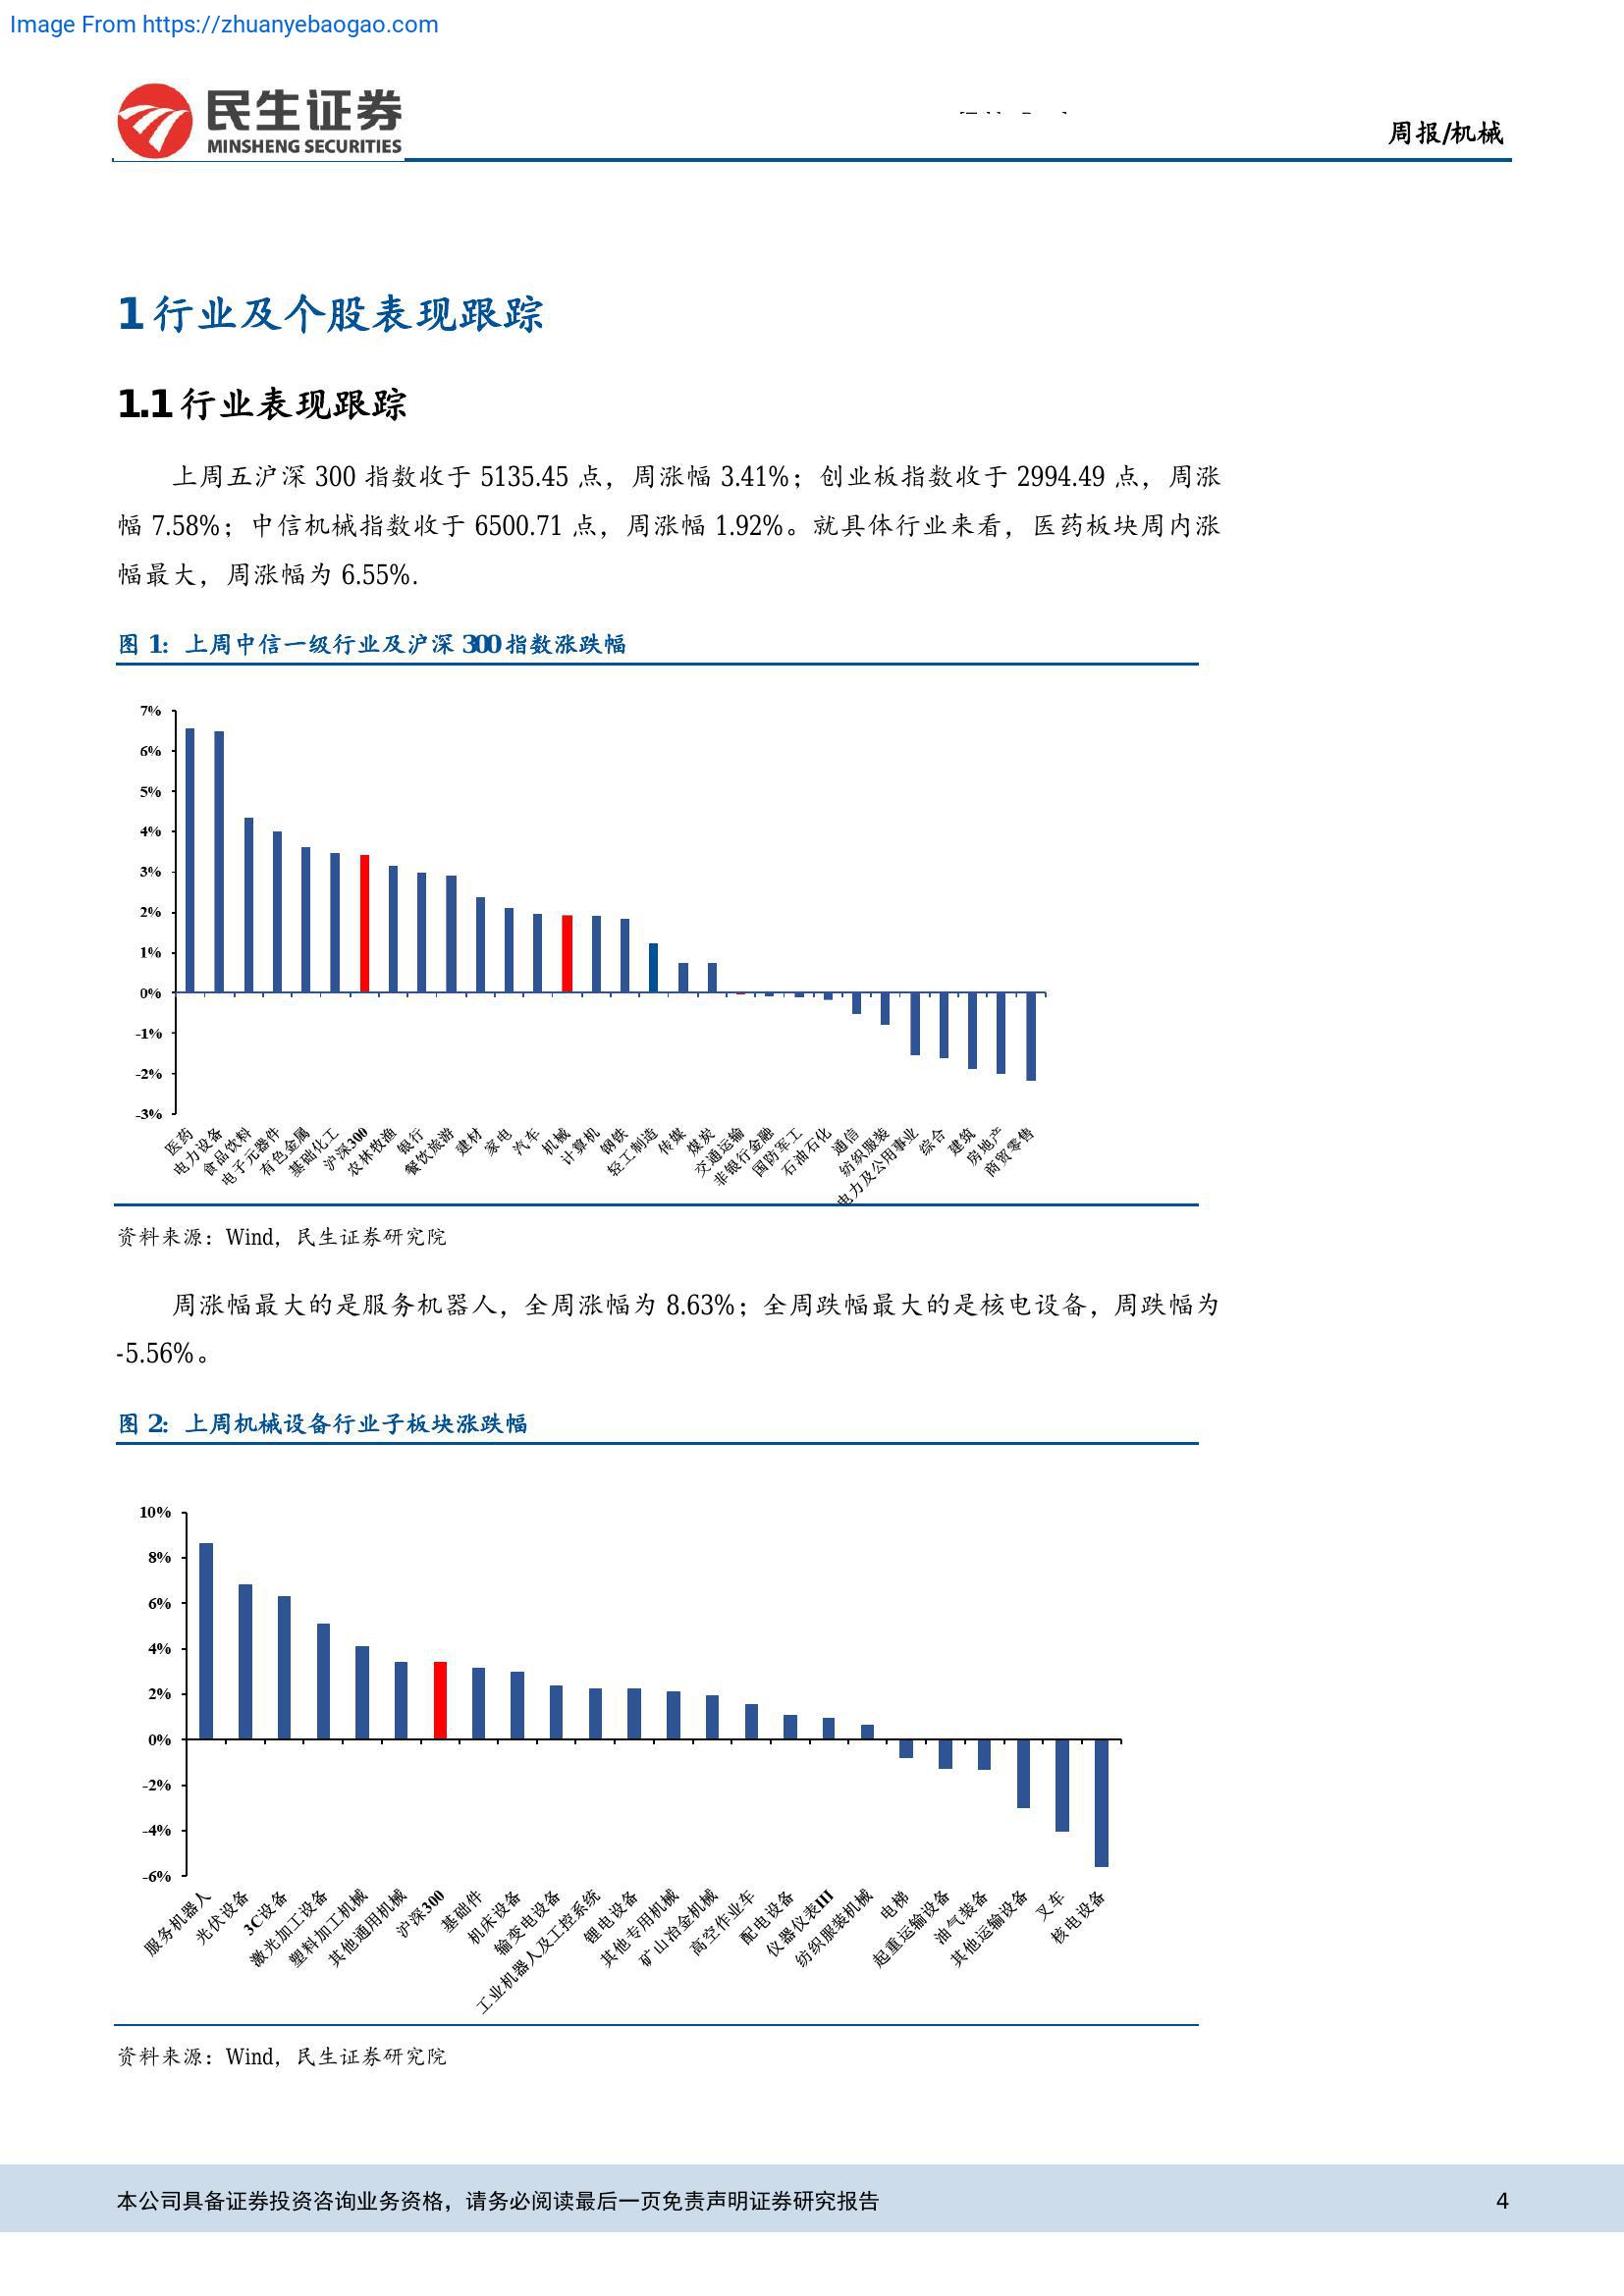 Image From https://zhuanyebaogao.com
民生证券
MINSHENG SECURITIES
周报/机械
1 行业及个股表现跟踪
1.1 行业表现跟踪
上周五沪深 300 指数收于 5135.45 点，周涨幅 3.41%；创业板指数收于 2994.49 点，周涨
幅 7.58%；中信机械指数收于 6500.71 点，周涨幅 1.92%。就具体行业来看，医药板块周内涨
幅最大，周涨幅为 6.55%.
图 1: 上周中信一级行业及沪深 300 指数涨跌幅
7%
6%
5%
4%
3%
2%
1%
0%
-1%
-2%
-3%
医药
电力设备
食品饮料
电子元器件
有色金属
基础化工
沪深300
农林牧渔
银行
餐饮旅游
建材
家电
汽车
机械
计算机
钢铁
轻工制造
传媒
煤炭
交通运输
非银行金融
国防军工
石油石化
通信
纺织服装
电力及公用事业
综合
建筑
房地产
商贸零售
资料来源：Wind，民生证券研究院
周涨幅最大的是服务机器人，全周涨幅为 8.63%；全周跌幅最大的是核电设备，周跌幅为
-5.56%。
图 2: 上周机械设备行业子板块涨跌幅
10%
8%
6%
4%
2%
0%
-2%
-4%
-6%
服务机器人
光伏设备
3C设备
激光加工设备
塑料加工机械
其他通用机械
沪深300
基础件
机床设备
输变电设备
工业机器人及工控系统
锂电设备
其他专用机械
矿山冶金机械
高空作业车
配电设备
仪器仪表III
纺织服装机械
电梯
起重运输设备
油气装备
其他运输设备
叉车
核电设备
资料来源：Wind，民生证券研究院
本公司具备证券投资咨询业务资格，请务必阅读最后一页免责声明证券研究报告
4